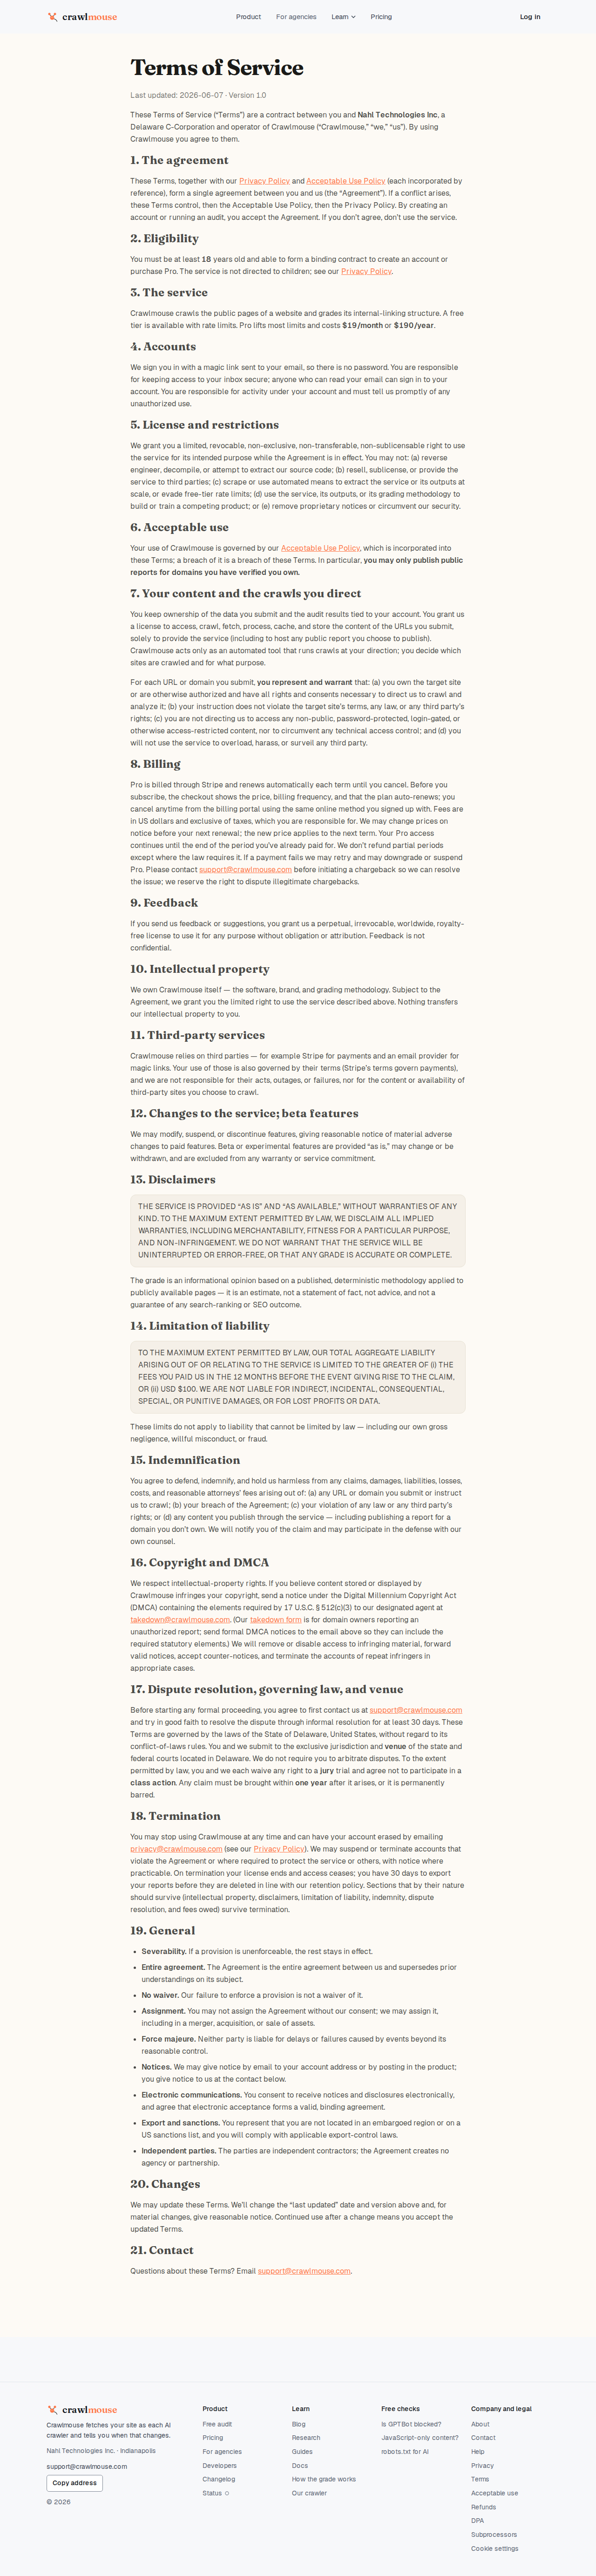 crawlmouse
Product
For agencies
Learn
Pricing
Log in
Terms of Service
Last updated: 2026-06-07 · Version 1.0
These Terms of Service (“Terms”) are a contract between you and Nahl Technologies Inc, a
Delaware C-Corporation and operator of Crawlmouse (“Crawlmouse,” “we,” “us”). By using
Crawlmouse you agree to them.
1. The agreement
These Terms, together with our Privacy Policy and Acceptable Use Policy (each incorporated by
reference), form a single agreement between you and us (the “Agreement”). If a conflict arises,
these Terms control, then the Acceptable Use Policy, then the Privacy Policy. By creating an
account or running an audit, you accept the Agreement. If you don’t agree, don’t use the service.
2. Eligibility
You must be at least 18 years old and able to form a binding contract to create an account or
purchase Pro. The service is not directed to children; see our Privacy Policy.
3. The service
Crawlmouse crawls the public pages of a website and grades its internal-linking structure. A free
tier is available with rate limits. Pro lifts most limits and costs $19/month or $190/year.
4. Accounts
We sign you in with a magic link sent to your email, so there is no password. You are responsible
for keeping access to your inbox secure; anyone who can read your email can sign in to your
account. You are responsible for activity under your account and must tell us promptly of any
unauthorized use.
5. License and restrictions
We grant you a limited, revocable, non-exclusive, non-transferable, non-sublicensable right to use
the service for its intended purpose while the Agreement is in effect. You may not: (a) reverse
engineer, decompile, or attempt to extract our source code; (b) resell, sublicense, or provide the
service to third parties; (c) scrape or use automated means to extract the service or its outputs at
scale, or evade free-tier rate limits; (d) use the service, its outputs, or its grading methodology to
build or train a competing product; or (e) remove proprietary notices or circumvent our security.
6. Acceptable use
Your use of Crawlmouse is governed by our Acceptable Use Policy, which is incorporated into
these Terms; a breach of it is a breach of these Terms. In particular, you may only publish public
reports for domains you have verified you own.
7. Your content and the crawls you direct
You keep ownership of the data you submit and the audit results tied to your account. You grant us
a license to access, crawl, fetch, process, cache, and store the content of the URLs you submit,
solely to provide the service (including to host any public report you choose to publish).
Crawlmouse acts only as an automated tool that runs crawls at your direction; you decide which
sites are crawled and for what purpose.
For each URL or domain you submit, you represent and warrant that: (a) you own the target site
or are otherwise authorized and have all rights and consents necessary to direct us to crawl and
analyze it; (b) your instruction does not violate the target site’s terms, any law, or any third party’s
rights; (c) you are not directing us to access any non-public, password-protected, login-gated, or
otherwise access-restricted content, nor to circumvent any technical access control; and (d) you
will not use the service to overload, harass, or surveil any third party.
8. Billing
Pro is billed through Stripe and renews automatically each term until you cancel. Before you
subscribe, the checkout shows the price, billing frequency, and that the plan auto-renews; you
cancel anytime from the billing portal using the same online method you signed up with. Fees are
in US dollars and exclusive of taxes, which you are responsible for. We may change prices on
notice before your next renewal; the new price applies to the next term. Your Pro access
continues until the end of the period you’ve already paid for. We don’t refund partial periods
except where the law requires it. If a payment fails we may retry and may downgrade or suspend
Pro. Please contact support@crawlmouse.com before initiating a chargeback so we can resolve
the issue; we reserve the right to dispute illegitimate chargebacks.
9. Feedback
If you send us feedback or suggestions, you grant us a perpetual, irrevocable, worldwide, royalty-
free license to use it for any purpose without obligation or attribution. Feedback is not
confidential.
10. Intellectual property
We own Crawlmouse itself — the software, brand, and grading methodology. Subject to the
Agreement, we grant you the limited right to use the service described above. Nothing transfers
our intellectual property to you.
11. Third-party services
Crawlmouse relies on third parties — for example Stripe for payments and an email provider for
magic links. Your use of those is also governed by their terms (Stripe’s terms govern payments),
and we are not responsible for their acts, outages, or failures, nor for the content or availability of
third-party sites you choose to crawl.
12. Changes to the service; beta features
We may modify, suspend, or discontinue features, giving reasonable notice of material adverse
changes to paid features. Beta or experimental features are provided “as is,” may change or be
withdrawn, and are excluded from any warranty or service commitment.
13. Disclaimers
THE SERVICE IS PROVIDED “AS IS” AND “AS AVAILABLE,” WITHOUT WARRANTIES OF ANY
KIND. TO THE MAXIMUM EXTENT PERMITTED BY LAW, WE DISCLAIM ALL IMPLIED
WARRANTIES, INCLUDING MERCHANTABILITY, FITNESS FOR A PARTICULAR PURPOSE,
AND NON-INFRINGEMENT. WE DO NOT WARRANT THAT THE SERVICE WILL BE
UNINTERRUPTED OR ERROR-FREE, OR THAT ANY GRADE IS ACCURATE OR COMPLETE.
The grade is an informational opinion based on a published, deterministic methodology applied to
publicly available pages — it is an estimate, not a statement of fact, not advice, and not a
guarantee of any search-ranking or SEO outcome.
14. Limitation of liability
TO THE MAXIMUM EXTENT PERMITTED BY LAW, OUR TOTAL AGGREGATE LIABILITY
ARISING OUT OF OR RELATING TO THE SERVICE IS LIMITED TO THE GREATER OF (i) THE
FEES YOU PAID US IN THE 12 MONTHS BEFORE THE EVENT GIVING RISE TO THE CLAIM,
OR (ii) USD $100. WE ARE NOT LIABLE FOR INDIRECT, INCIDENTAL, CONSEQUENTIAL,
SPECIAL, OR PUNITIVE DAMAGES, OR FOR LOST PROFITS OR DATA.
These limits do not apply to liability that cannot be limited by law — including our own gross
negligence, willful misconduct, or fraud.
15. Indemnification
You agree to defend, indemnify, and hold us harmless from any claims, damages, liabilities, losses,
costs, and reasonable attorneys’ fees arising out of: (a) any URL or domain you submit or instruct
us to crawl; (b) your breach of the Agreement; (c) your violation of any law or any third party’s
rights; or (d) any content you publish through the service — including publishing a report for a
domain you don’t own. We will notify you of the claim and may participate in the defense with our
own counsel.
16. Copyright and DMCA
We respect intellectual-property rights. If you believe content stored or displayed by
Crawlmouse infringes your copyright, send a notice under the Digital Millennium Copyright Act
(DMCA) containing the elements required by 17 U.S.C. § 512(c)(3) to our designated agent at
takedown@crawlmouse.com. (Our takedown form is for domain owners reporting an
unauthorized report; send formal DMCA notices to the email above so they can include the
required statutory elements.) We will remove or disable access to infringing material, forward
valid notices, accept counter-notices, and terminate the accounts of repeat infringers in
appropriate cases.
17. Dispute resolution, governing law, and venue
Before starting any formal proceeding, you agree to first contact us at support@crawlmouse.com
and try in good faith to resolve the dispute through informal resolution for at least 30 days. These
Terms are governed by the laws of the State of Delaware, United States, without regard to its
conflict-of-laws rules. You and we submit to the exclusive jurisdiction and venue of the state and
federal courts located in Delaware. We do not require you to arbitrate disputes. To the extent
permitted by law, you and we each waive any right to a jury trial and agree not to participate in a
class action. Any claim must be brought within one year after it arises, or it is permanently
barred.
18. Termination
You may stop using Crawlmouse at any time and can have your account erased by emailing
privacy@crawlmouse.com (see our Privacy Policy). We may suspend or terminate accounts that
violate the Agreement or where required to protect the service or others, with notice where
practicable. On termination your license ends and access ceases; you have 30 days to export
your reports before they are deleted in line with our retention policy. Sections that by their nature
should survive (intellectual property, disclaimers, limitation of liability, indemnity, dispute
resolution, and fees owed) survive termination.
19. General
• Severability. If a provision is unenforceable, the rest stays in effect.
• Entire agreement. The Agreement is the entire agreement between us and supersedes prior
understandings on its subject.
• No waiver. Our failure to enforce a provision is not a waiver of it.
• Assignment. You may not assign the Agreement without our consent; we may assign it,
including in a merger, acquisition, or sale of assets.
• Force majeure. Neither party is liable for delays or failures caused by events beyond its
reasonable control.
• Notices. We may give notice by email to your account address or by posting in the product;
you give notice to us at the contact below.
• Electronic communications. You consent to receive notices and disclosures electronically,
and agree that electronic acceptance forms a valid, binding agreement.
• Export and sanctions. You represent that you are not located in an embargoed region or on a
US sanctions list, and you will comply with applicable export-control laws.
• Independent parties. The parties are independent contractors; the Agreement creates no
agency or partnership.
20. Changes
We may update these Terms. We’ll change the “last updated” date and version above and, for
material changes, give reasonable notice. Continued use after a change means you accept the
updated Terms.
21. Contact
Questions about these Terms? Email support@crawlmouse.com.
crawlmouse
Crawlmouse fetches your site as each AI
crawler and tells you when that changes.
Nahl Technologies Inc. · Indianapolis
support@crawlmouse.com
Copy address
© 2026
Product
Free audit
Pricing
For agencies
Developers
Changelog
Status
Learn
Blog
Research
Guides
Docs
How the grade works
Our crawler
Free checks
Is GPTBot blocked?
JavaScript-only content?
robots.txt for AI
Company and legal
About
Contact
Help
Privacy
Terms
Acceptable use
Refunds
DPA
Subprocessors
Cookie settings